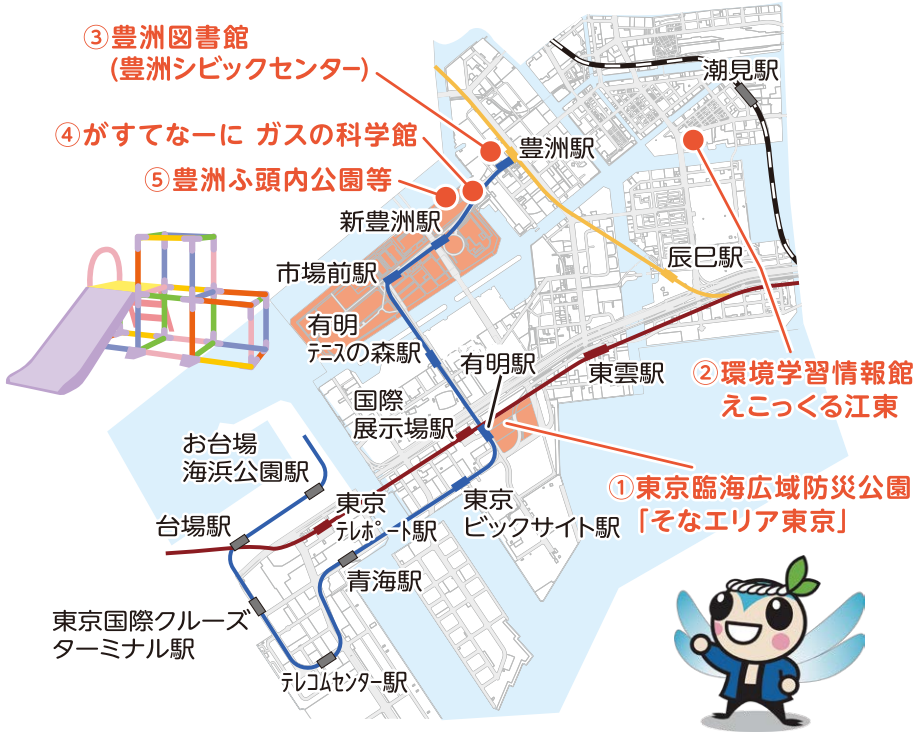 ③豊洲図書館
(豊洲シビックセンター)
潮見駅
④がすてなーに ガスの科学館
豊洲駅
⑤豊洲ふ頭内公園等
新豊洲駅
辰巳駅
市場前駅
有明
テニスの森駅
有明駅
東雲駅
②環境学習情報館
えこっくる江東
国際
展示場駅
お台場
海浜公園駅
①東京臨海広域防災公園
「そなエリア東京」
東京
テレポート駅
東京
ビックサイト駅
台場駅
青海駅
東京国際クルーズ
ターミナル駅
テレコムセンター駅